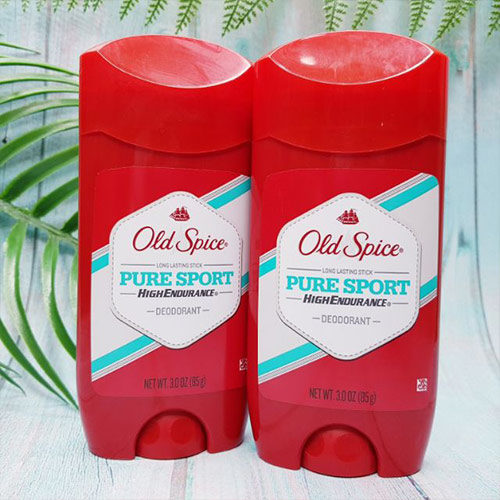 Old Spice®
LONG LASTING STICK
PURE SPORT
HIGH ENDURANCE®
DEODORANT
NET WT 3.0 OZ (85g)
Old Spice®
LONG LASTING STICK
PURE SPORT
HIGH ENDURANCE®
DEODORANT
NET WT 3.0 OZ (85g)